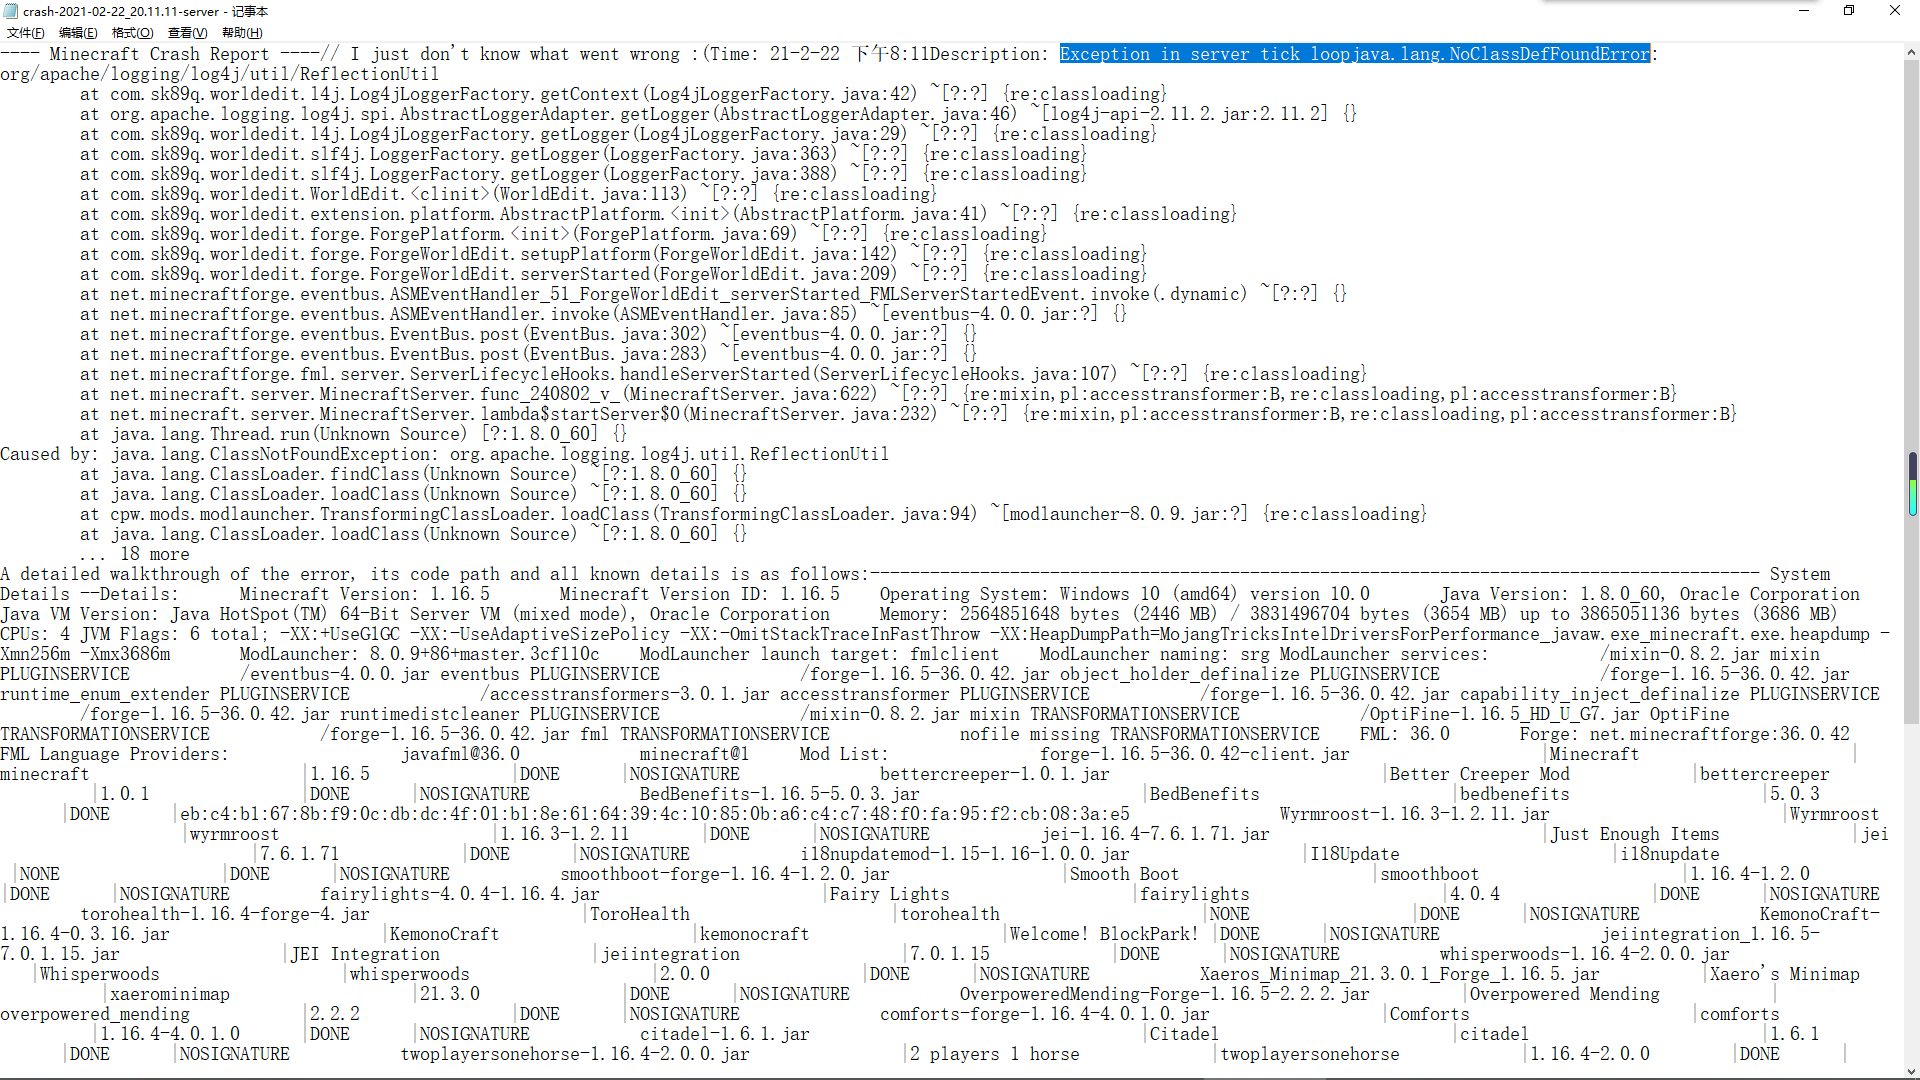 crash-2021-02-22_20.11.11-server - 记事本
文件(F) 编辑(E) 格式(O) 查看(V) 帮助(H)
---- Minecraft Crash Report ----// I just don't know what went wrong :(Time: 21-2-22 下午8:11Description: Exception in server tick loopjava.lang.NoClassDefFoundError:
org/apache/logging/log4j/util/ReflectionUtil
at com.sk89q.worldedit.l4j.Log4jLoggerFactory.getContext(Log4jLoggerFactory.java:42) ~[?:?] {re:classloading}
at org.apache.logging.log4j.spi.AbstractLoggerAdapter.getLogger(AbstractLoggerAdapter.java:46) ~[log4j-api-2.11.2.jar:2.11.2] {}
at com.sk89q.worldedit.l4j.Log4jLoggerFactory.getLogger(Log4jLoggerFactory.java:29) ~[?:?] {re:classloading}
at com.sk89q.worldedit.slf4j.LoggerFactory.getLogger(LoggerFactory.java:363) ~[?:?] {re:classloading}
at com.sk89q.worldedit.slf4j.LoggerFactory.getLogger(LoggerFactory.java:388) ~[?:?] {re:classloading}
at com.sk89q.worldedit.WorldEdit.<clinit>(WorldEdit.java:113) ~[?:?] {re:classloading}
at com.sk89q.worldedit.extension.platform.AbstractPlatform.<init>(AbstractPlatform.java:41) ~[?:?] {re:classloading}
at com.sk89q.worldedit.forge.ForgePlatform.<init>(ForgePlatform.java:69) ~[?:?] {re:classloading}
at com.sk89q.worldedit.forge.ForgeWorldEdit.setupPlatform(ForgeWorldEdit.java:142) ~[?:?] {re:classloading}
at com.sk89q.worldedit.forge.ForgeWorldEdit.serverStarted(ForgeWorldEdit.java:209) ~[?:?] {re:classloading}
at net.minecraftforge.eventbus.ASMEventHandler_51_ForgeWorldEdit_serverStarted_FMLServerStartedEvent.invoke(.dynamic) ~[?:?] {}
at net.minecraftforge.eventbus.ASMEventHandler.invoke(ASMEventHandler.java:85) ~[eventbus-4.0.0.jar:?] {}
at net.minecraftforge.eventbus.EventBus.post(EventBus.java:302) ~[eventbus-4.0.0.jar:?] {}
at net.minecraftforge.eventbus.EventBus.post(EventBus.java:283) ~[eventbus-4.0.0.jar:?] {}
at net.minecraftforge.fml.server.ServerLifecycleHooks.handleServerStarted(ServerLifecycleHooks.java:107) ~[?:?] {re:classloading}
at net.minecraft.server.MinecraftServer.func_240802_v_(MinecraftServer.java:622) ~[?:?] {re:mixin,pl:accesstransformer:B,re:classloading,pl:accesstransformer:B}
at net.minecraft.server.MinecraftServer.lambda$startServer$0(MinecraftServer.java:232) ~[?:?] {re:mixin,pl:accesstransformer:B,re:classloading,pl:accesstransformer:B}
at java.lang.Thread.run(Unknown Source) [?:1.8.0_60] {}
Caused by: java.lang.ClassNotFoundException: org.apache.logging.log4j.util.ReflectionUtil
at java.lang.ClassLoader.findClass(Unknown Source) ~[?:1.8.0_60] {}
at java.lang.ClassLoader.loadClass(Unknown Source) ~[?:1.8.0_60] {}
at cpw.mods.modlauncher.TransformingClassLoader.loadClass(TransformingClassLoader.java:94) ~[modlauncher-8.0.9.jar:?] {re:classloading}
at java.lang.ClassLoader.loadClass(Unknown Source) ~[?:1.8.0_60] {}
... 18 more
A detailed walkthrough of the error, its code path and all known details is as follows:----------------------------------------------------------------------------------------- System
Details --Details: Minecraft Version: 1.16.5 Minecraft Version ID: 1.16.5 Operating System: Windows 10 (amd64) version 10.0 Java Version: 1.8.0_60, Oracle Corporation
Java VM Version: Java HotSpot(TM) 64-Bit Server VM (mixed mode), Oracle Corporation Memory: 2564851648 bytes (2446 MB) / 3831496704 bytes (3654 MB) up to 3865051136 bytes (3686 MB)
CPUs: 4 JVM Flags: 6 total; -XX:+UseG1GC -XX:-UseAdaptiveSizePolicy -XX:-OmitStackTraceInFastThrow -XX:HeapDumpPath=MojangTricksIntelDriversForPerformance_javaw.exe_minecraft.exe.heapdump -
Xmn256m -Xmx3686m ModLauncher: 8.0.9+86+master.3cf110c ModLauncher launch target: fmlclient ModLauncher naming: srg ModLauncher services: /mixin-0.8.2.jar mixin
PLUGINSERVICE /eventbus-4.0.0.jar eventbus PLUGINSERVICE /forge-1.16.5-36.0.42.jar object_holder_definalize PLUGINSERVICE /forge-1.16.5-36.0.42.jar
runtime_enum_extender PLUGINSERVICE /accesstransformers-3.0.1.jar accesstransformer PLUGINSERVICE /forge-1.16.5-36.0.42.jar capability_inject_definalize PLUGINSERVICE
/forge-1.16.5-36.0.42.jar runtimedistcleaner PLUGINSERVICE /mixin-0.8.2.jar mixin TRANSFORMATIONSERVICE /OptiFine-1.16.5_HD_U_G7.jar OptiFine
TRANSFORMATIONSERVICE /forge-1.16.5-36.0.42.jar fml TRANSFORMATIONSERVICE nofile missing TRANSFORMATIONSERVICE FML: 36.0 Forge: net.minecraftforge:36.0.42
FML Language Providers: javafml@36.0 minecraft@1 Mod List: forge-1.16.5-36.0.42-client.jar |Minecraft |
minecraft |1.16.5 |DONE |NOSIGNATURE bettercreeper-1.0.1.jar |Better Creeper Mod |bettercreeper
|1.0.1 |DONE |NOSIGNATURE BedBenefits-1.16.5-5.0.3.jar |BedBenefits |bedbenefits |5.0.3
|DONE |eb:c4:b1:67:8b:f9:0c:db:dc:4f:01:b1:8e:61:64:39:4c:10:85:0b:a6:c4:c7:48:f0:fa:95:f2:cb:08:3a:e5 Wyrmroost-1.16.3-1.2.11.jar |Wyrmroost
|wyrmroost |1.16.3-1.2.11 |DONE |NOSIGNATURE jei-1.16.4-7.6.1.71.jar |Just Enough Items |jei
|7.6.1.71 |DONE |NOSIGNATURE i18nupdatemod-1.15-1.16-1.0.0.jar |I18Update |i18nupdate
|NONE |DONE |NOSIGNATURE smoothboot-forge-1.16.4-1.2.0.jar |Smooth Boot |smoothboot |1.16.4-1.2.0
|DONE |NOSIGNATURE fairylights-4.0.4-1.16.4.jar |Fairy Lights |fairylights |4.0.4 |DONE |NOSIGNATURE
torohealth-1.16.4-forge-4.jar |ToroHealth |torohealth |NONE |DONE |NOSIGNATURE KemonoCraft-
1.16.4-0.3.16.jar |KemonoCraft |kemonocraft |Welcome! BlockPark! |DONE |NOSIGNATURE jeiintegration_1.16.5-
7.0.1.15.jar |JEI Integration |jeiintegration |7.0.1.15 |DONE |NOSIGNATURE whisperwoods-1.16.4-2.0.0.jar
|Whisperwoods |whisperwoods |2.0.0 |DONE |NOSIGNATURE Xaeros_Minimap_21.3.0.1_Forge_1.16.5.jar |Xaero's Minimap
|xaerominimap |21.3.0 |DONE |NOSIGNATURE OverpoweredMending-Forge-1.16.5-2.2.2.jar |Overpowered Mending |
overpowered_mending |2.2.2 |DONE |NOSIGNATURE comforts-forge-1.16.4-4.0.1.0.jar |Comforts |comforts
|1.16.4-4.0.1.0 |DONE |NOSIGNATURE citadel-1.6.1.jar |Citadel |citadel |1.6.1
|DONE |NOSIGNATURE twoplayersonehorse-1.16.4-2.0.0.jar |2 players 1 horse |twoplayersonehorse |1.16.4-2.0.0 |DONE |